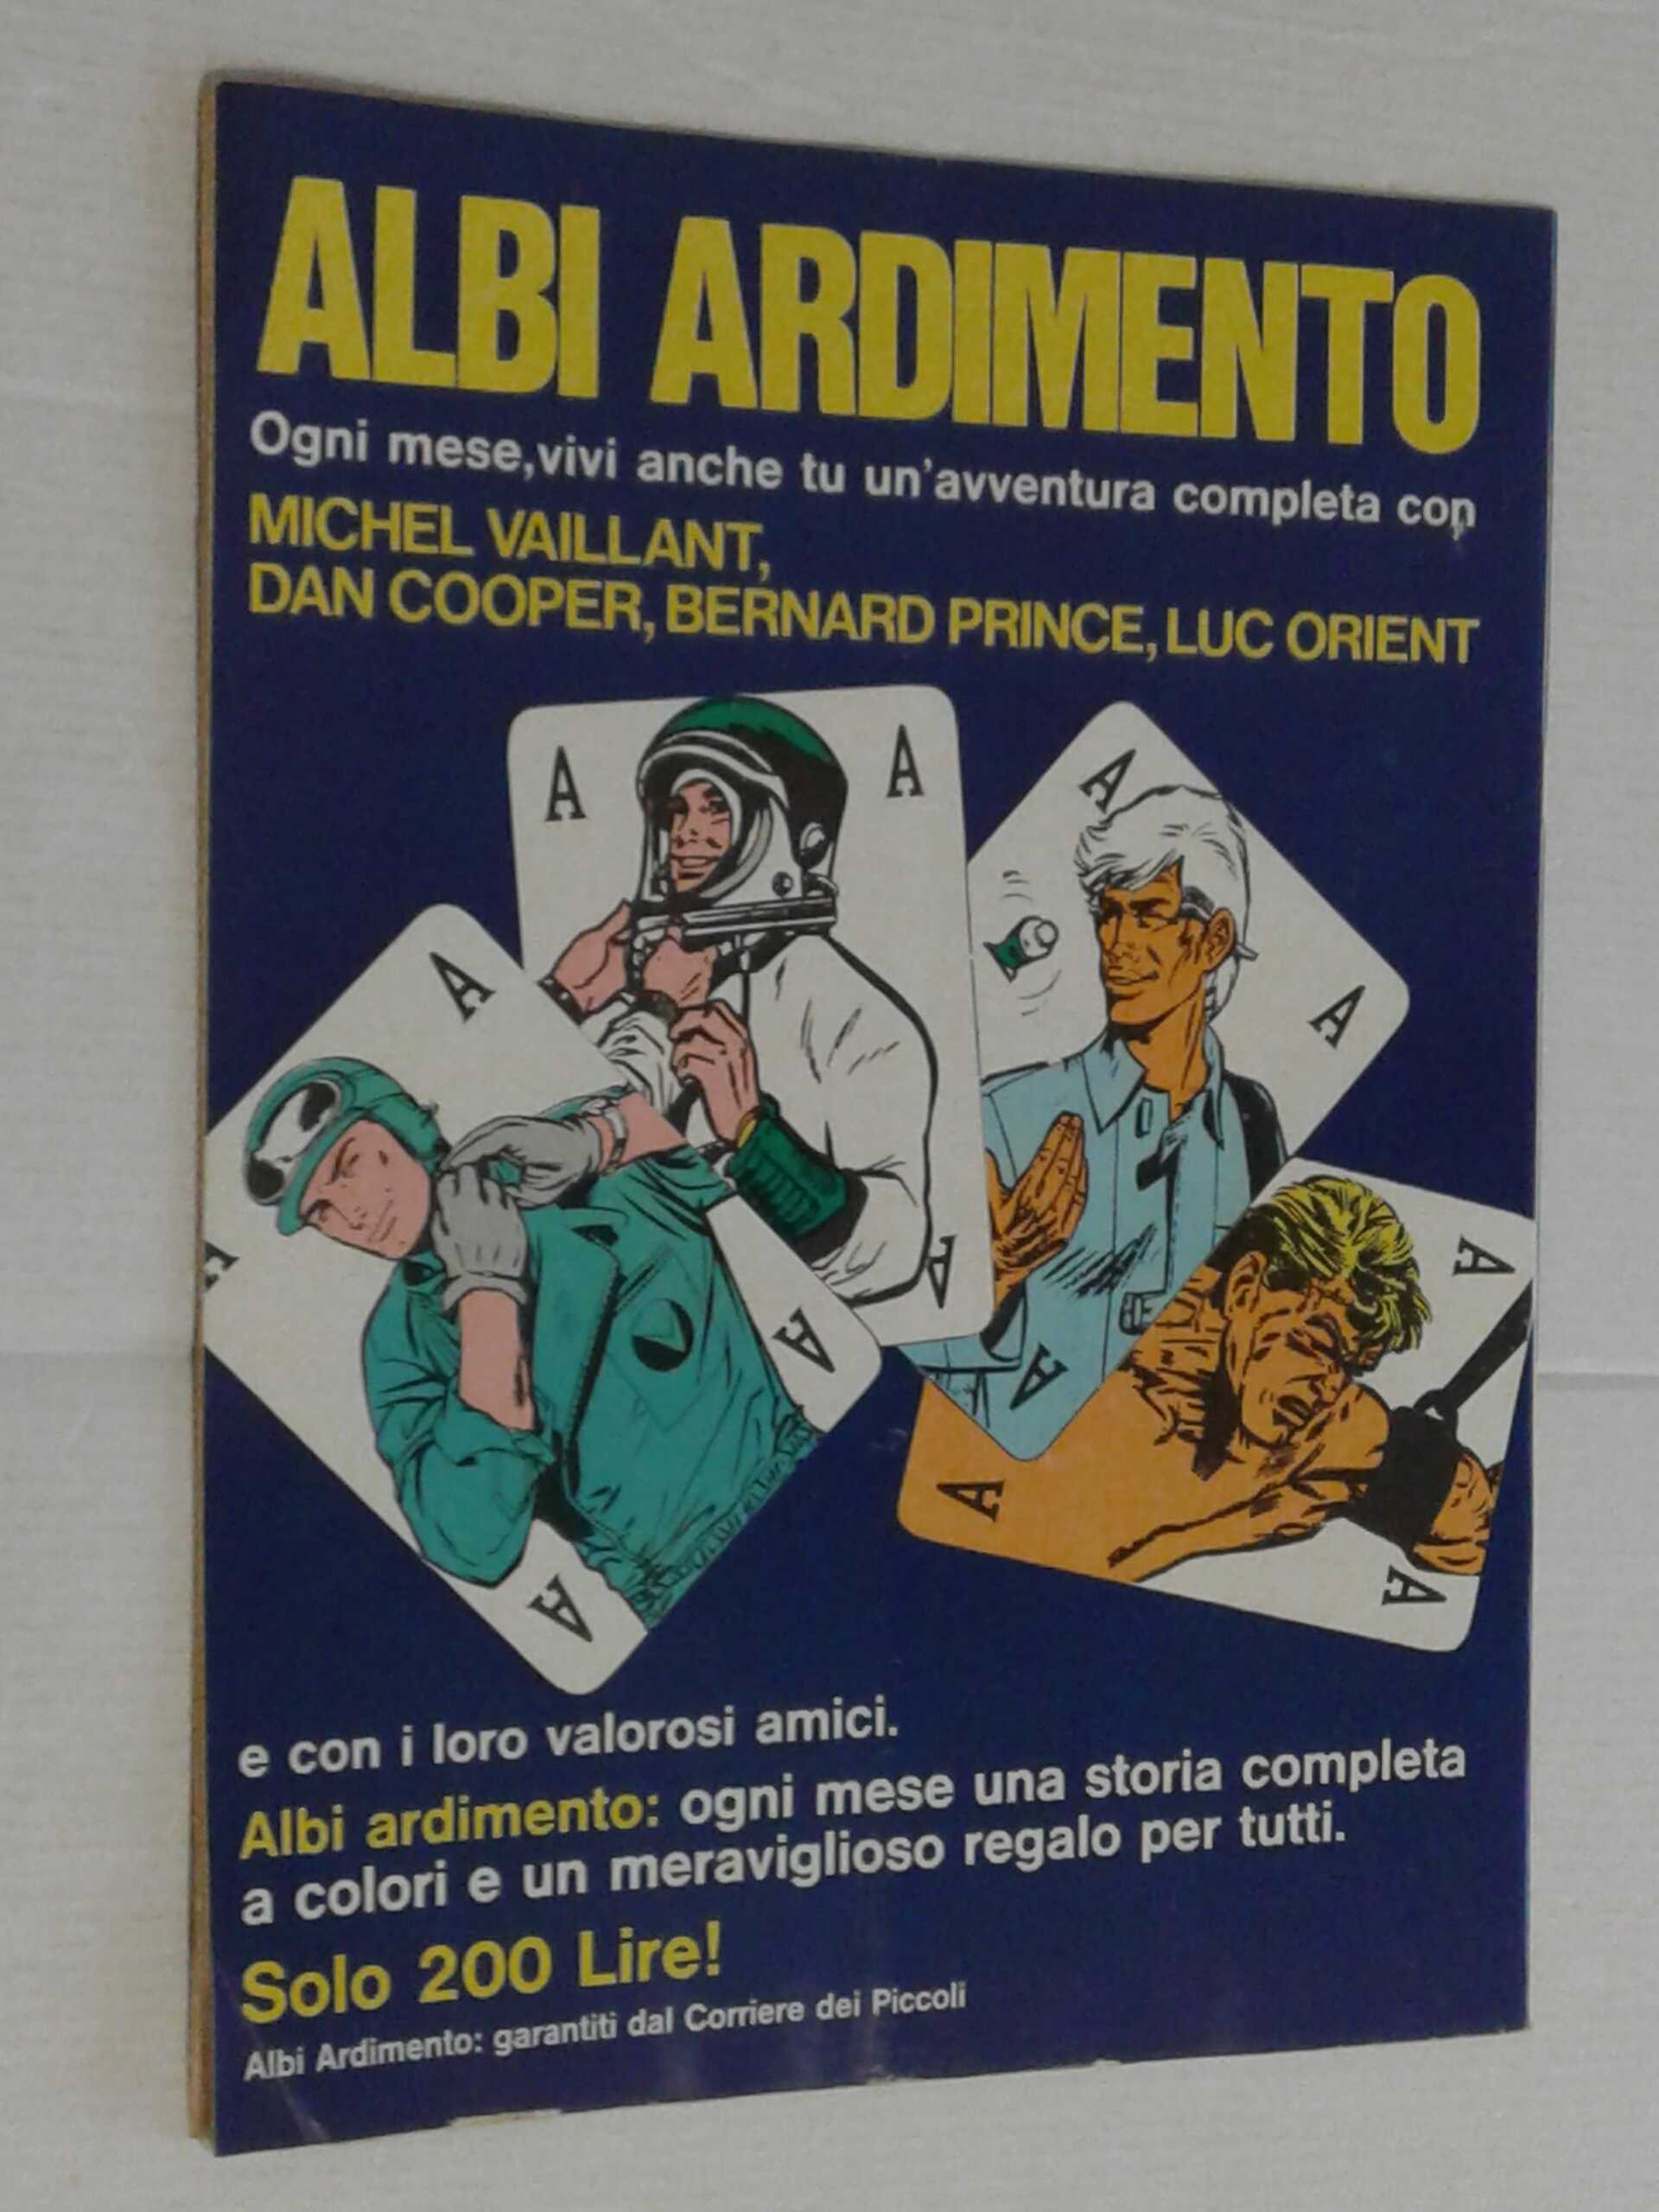 ALBI ARDIMENTO
Ogni mese,vivi anche tu un'avventura completa con
MICHEL VAILLANT,
DAN COOPER, BERNARD PRINCE, LUC ORIENT
A
A
A
A
A
A
A
A
A
A
A
A
A
A
e con i loro valorosi amici.
Albi ardimento: ogni mese una storia completa
a colori e un meraviglioso regalo per tutti.
Solo 200 Lire!
Albi Ardimento: garantiti dal Corriere dei Piccoli